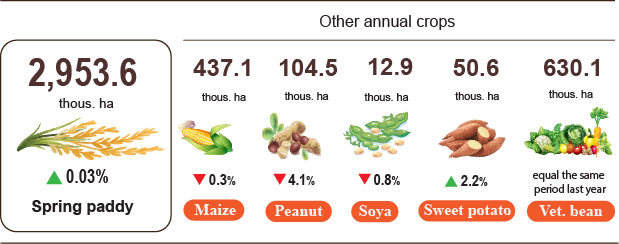 Other annual crops
2,953.6
thous. ha
0.03%
Spring paddy
437.1
thous. ha
0.3%
Maize
104.5
thous. ha
4.1%
Peanut
12.9
thous. ha
0.8%
Soya
50.6
thous. ha
2.2%
Sweet potato
630.1
thous. ha
equal the same
period last year
Vet. bean